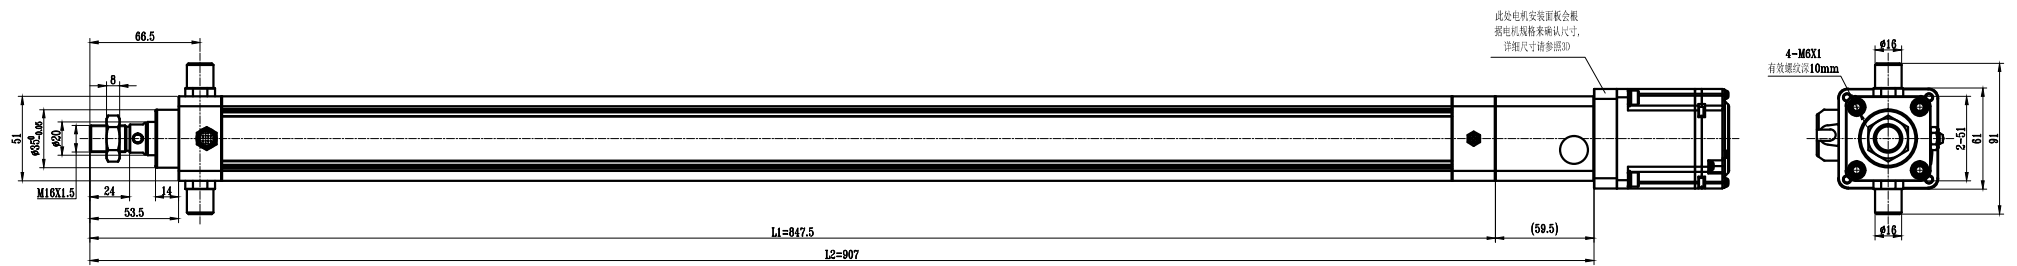 此处电机安装面板会根
据电机规格来确认尺寸,
详细尺寸请参照3D
66.5
8
51
ø35 0 -0.05
ø20
M16X1.5
24
14
53.5
L1=847.5
(59.5)
L2=907
4-M6X1
有效螺纹深10mm
ø16
2-51
61
91
ø16